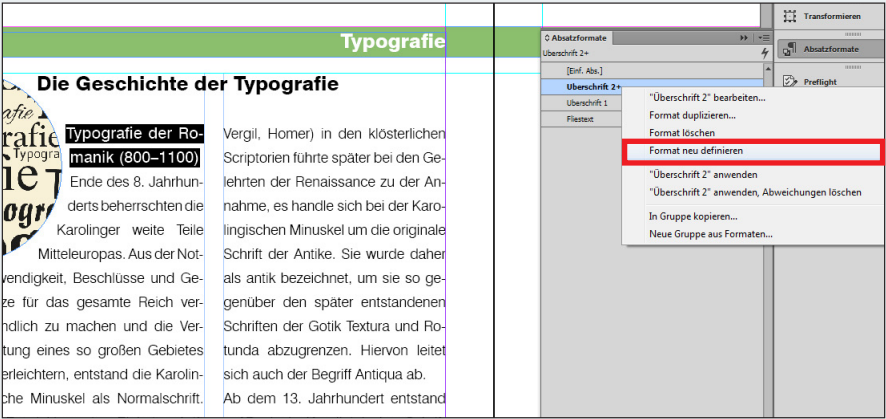 Typografie
Die Geschichte der Typografie
afie
rafie
Typogra
ogr
Typografie der Ro-
manik (800–1100)
Ende des 8. Jahrhun-
derts beherrschten die
Karolinger weite Teile
Mitteleuropas. Aus der Not-
wendigkeit, Beschlüsse und Ge-
ze für das gesamte Reich ver-
ndlich zu machen und die Ver-
tung eines so großen Gebietes
erleichtern, entstand die Karolin-
che Minuskel als Normalschrift.
Vergil, Homer) in den klösterlichen
Scriptorien führte später bei den Ge-
lehrten der Renaissance zu der An-
nahme, es handle sich bei der Karo-
lingischen Minuskel um die originale
Schrift der Antike. Sie wurde daher
als antik bezeichnet, um sie so ge-
genüber den später entstandenen
Schriften der Gotik Textura und Ro-
tunda abzugrenzen. Hiervon leitet
sich auch der Begriff Antiqua ab.
Ab dem 13. Jahrhundert entstand
Absatzformate
Überschrift 2+
[Einf. Abs.]
Überschrift 2+
Überschrift 1
Fliestext
"Überschrift 2" bearbeiten...
Format duplizieren...
Format löschen
Format neu definieren
"Überschrift 2" anwenden
"Überschrift 2" anwenden, Abweichungen löschen
In Gruppe kopieren...
Neue Gruppe aus Formaten...
Transformieren
Absatzformate
Preflight